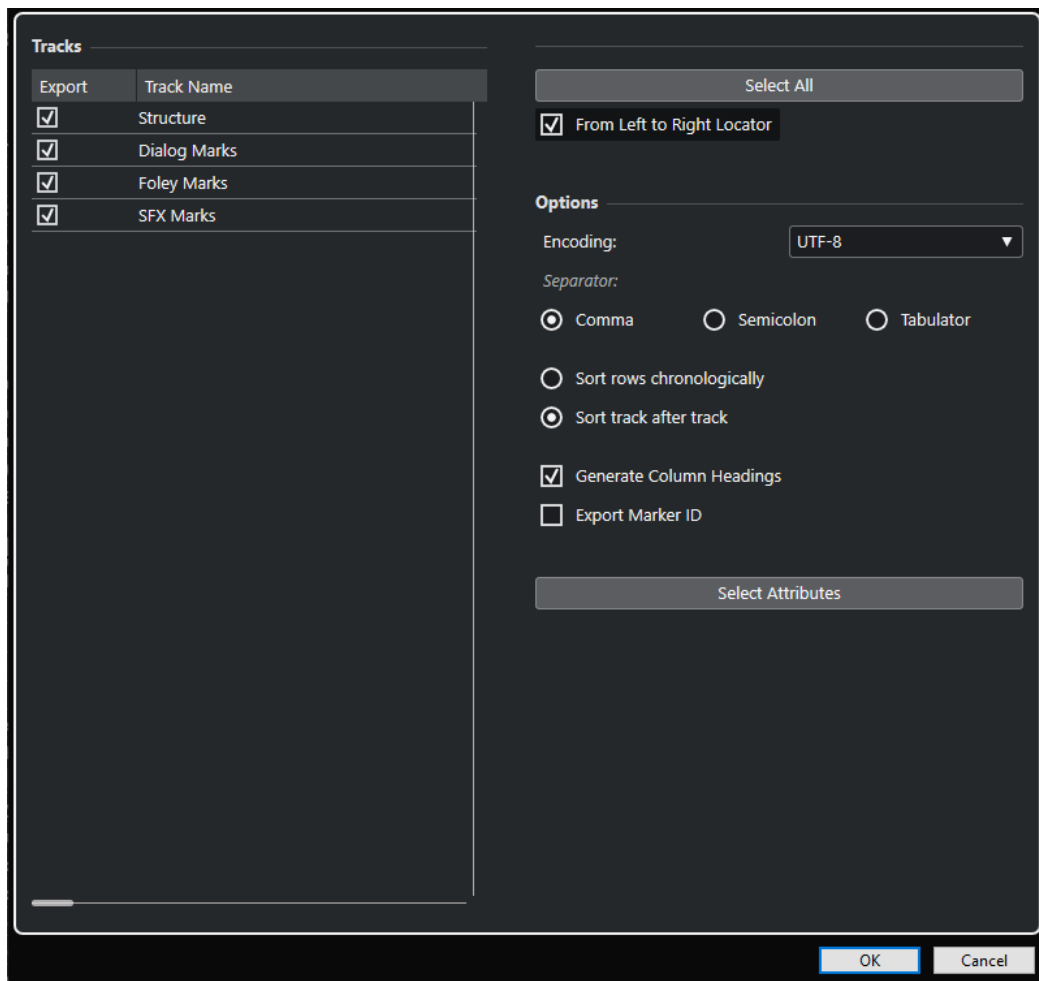 Tracks
Export Track Name
Structure
Dialog Marks
Foley Marks
SFX Marks
Select All
From Left to Right Locator
Options
Encoding: UTF-8
Separator:
Comma Semicolon Tabulator
Sort rows chronologically
Sort track after track
Generate Column Headings
Export Marker ID
Select Attributes
OK Cancel